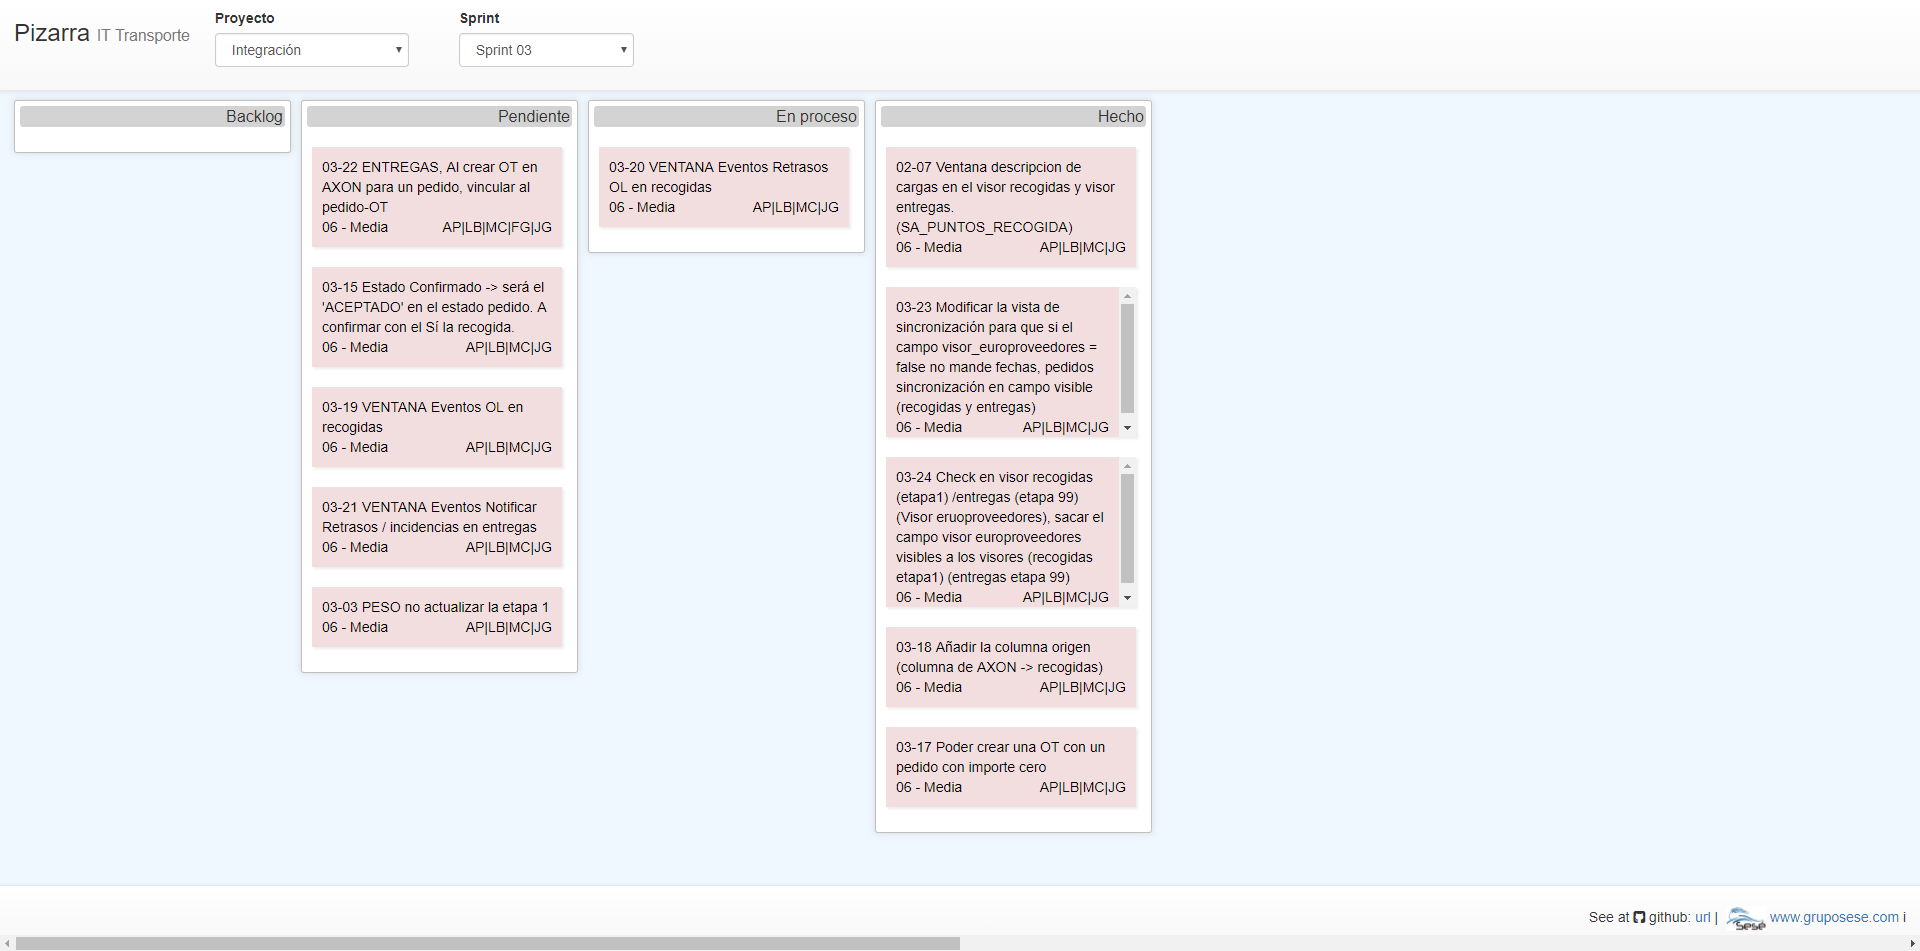 Pizarra IT Transporte
Proyecto
Integración
Sprint
Sprint 03
Backlog
Pendiente
03-22 ENTREGAS, Al crear OT en
AXON para un pedido, vincular al
pedido-OT
06 - Media AP|LB|MC|FG|JG
03-15 Estado Confirmado -> será el
'ACEPTADO' en el estado pedido. A
confirmar con el Sí la recogida.
06 - Media AP|LB|MC|JG
03-19 VENTANA Eventos OL en
recogidas
06 - Media AP|LB|MC|JG
03-21 VENTANA Eventos Notificar
Retrasos / incidencias en entregas
06 - Media AP|LB|MC|JG
03-03 PESO no actualizar la etapa 1
06 - Media AP|LB|MC|JG
En proceso
03-20 VENTANA Eventos Retrasos
OL en recogidas
06 - Media AP|LB|MC|JG
Hecho
02-07 Ventana descripcion de
cargas en el visor recogidas y visor
entregas.
(SA_PUNTOS_RECOGIDA)
06 - Media AP|LB|MC|JG
03-23 Modificar la vista de
sincronización para que si el
campo visor_europroveedores =
false no mande fechas, pedidos
sincronización en campo visible
(recogidas y entregas)
06 - Media AP|LB|MC|JG
03-24 Check en visor recogidas
(etapa1) /entregas (etapa 99)
(Visor eruoproveedores), sacar el
campo visor europroveedores
visibles a los visores (recogidas
etapa1) (entregas etapa 99)
06 - Media AP|LB|MC|JG
03-18 Añadir la columna origen
(columna de AXON -> recogidas)
06 - Media AP|LB|MC|JG
03-17 Poder crear una OT con un
pedido con importe cero
06 - Media AP|LB|MC|JG
See at github: url | Sesé www.gruposese.com i